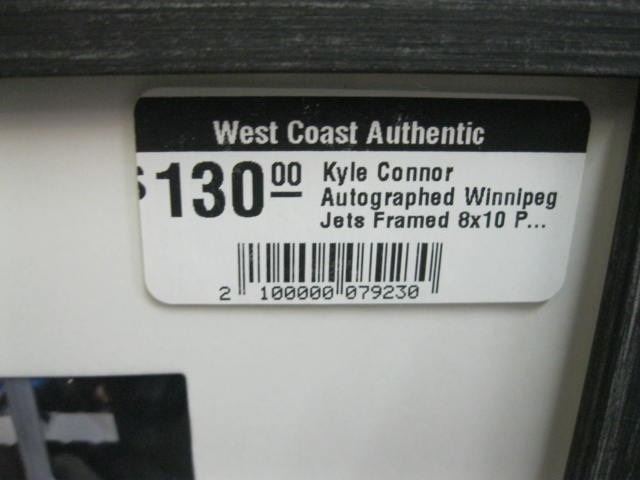 West Coast Authentic
$130.00
Kyle Connor
Autographed Winnipeg
Jets Framed 8x10 P...
2 100000 079230